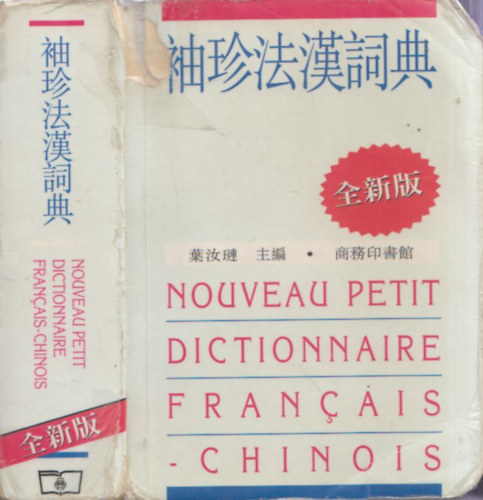 袖珍法漢詞典
NOUVEAU PETIT
DICTIONNAIRE
FRANÇAIS-CHINOIS
全新版
袖珍法漢詞典
全新版
葉汝璉 主編 • 商務印書館
NOUVEAU PETIT
DICTIONNAIRE
FRANÇAIS
-CHINOIS